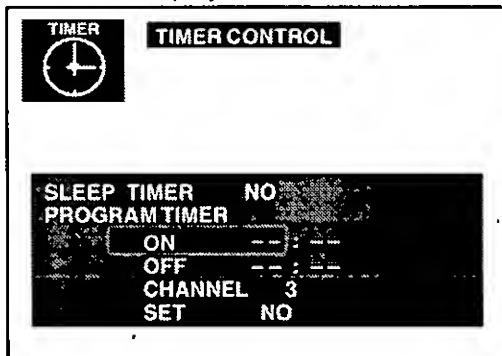 TIMER
TIMER CONTROL
SLEEP TIMER NO
PROGRAM TIMER
ON -- : --
OFF -- : --
CHANNEL 3
SET NO